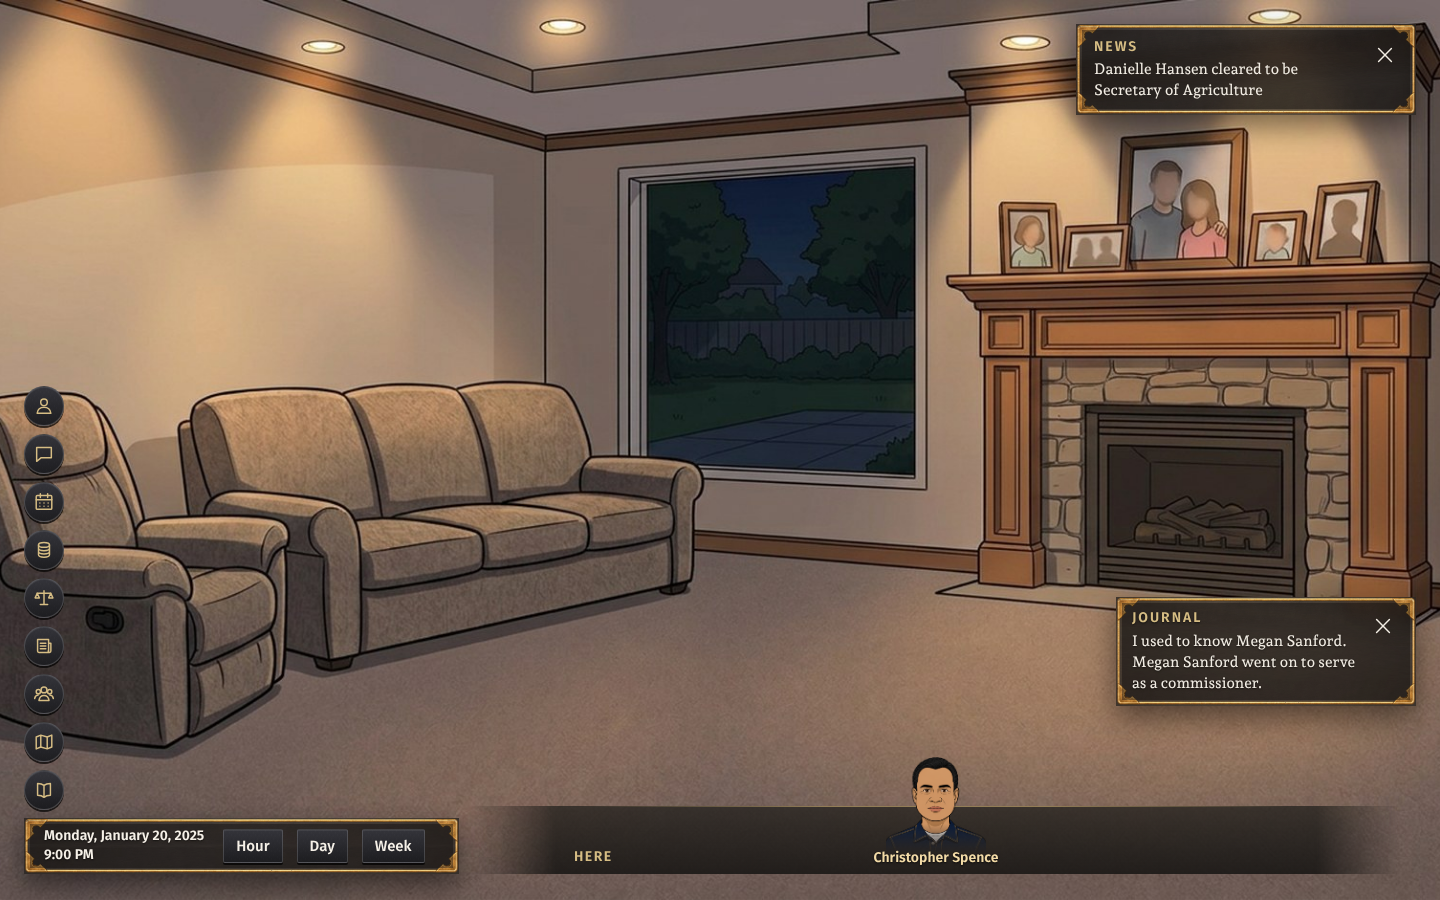 NEWS
Danielle Hansen cleared to be
Secretary of Agriculture
JOURNAL
I used to know Megan Sanford.
Megan Sanford went on to serve
as a commissioner.
Monday, January 20, 2025
9:00 PM
Hour
Day
Week
HERE
Christopher Spence